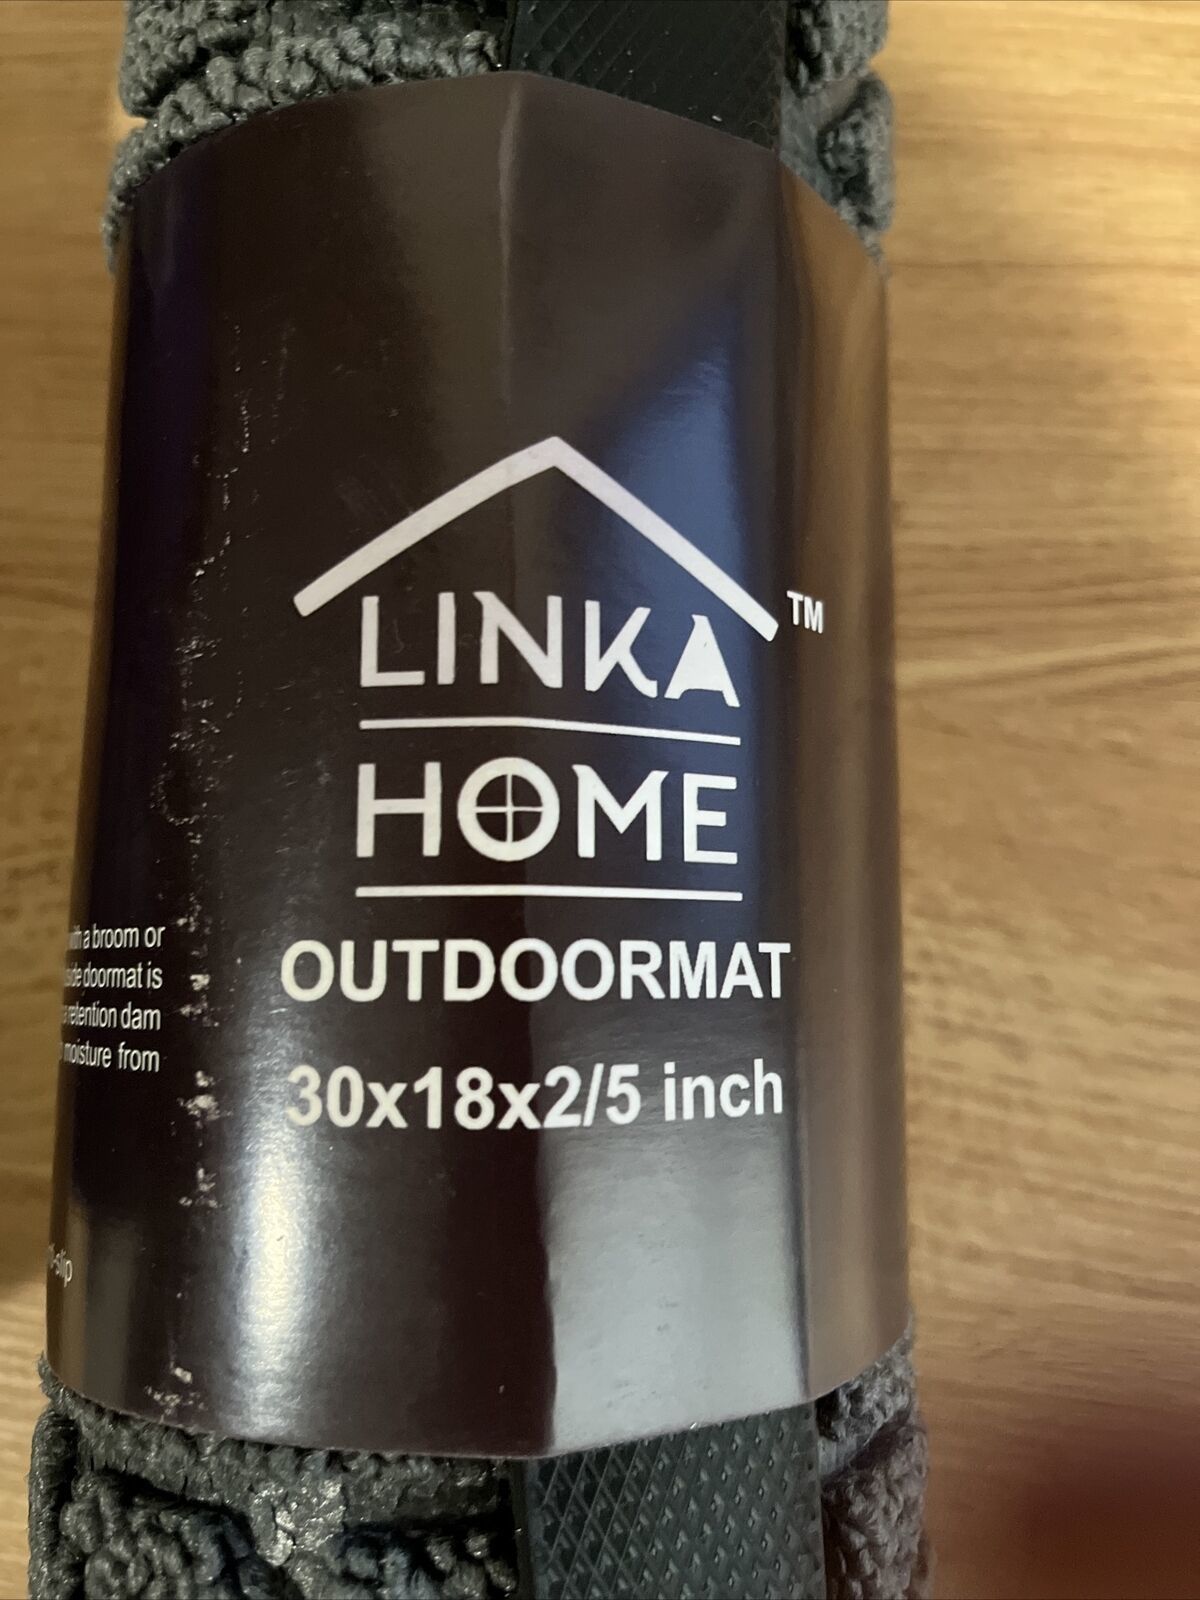 LINKA
TM
HOME
OUTDOORMAT
30x18x2/5 inch
a broom or
doormat is
retention dam
moisture from